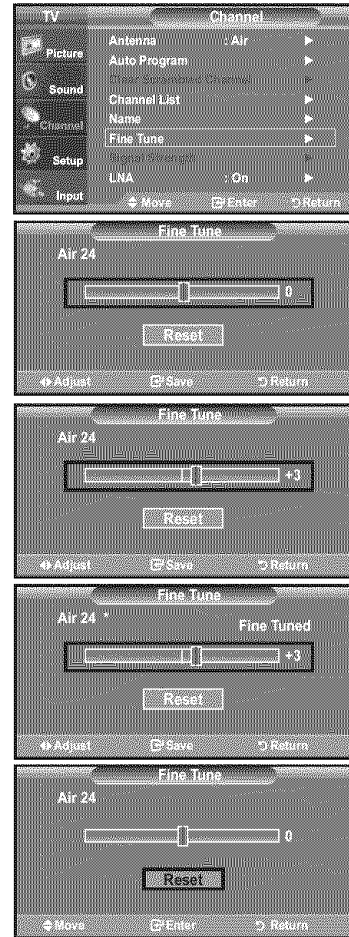 TV
Channel
Picture
Sound
Channel
Setup
Input
Antenna : Air
Auto Program
Clear Scrambled Channel
Channel List
Name
Fine Tune
Signal Strength
LNA : On
Move Enter Return
Fine Tune
Air 24
0
Reset
Adjust Save Return
Fine Tune
Air 24
+3
Reset
Adjust Save Return
Fine Tune
Air 24 *
Fine Tuned
+3
Reset
Adjust Save Return
Fine Tune
Air 24
0
Reset
Move Enter Return